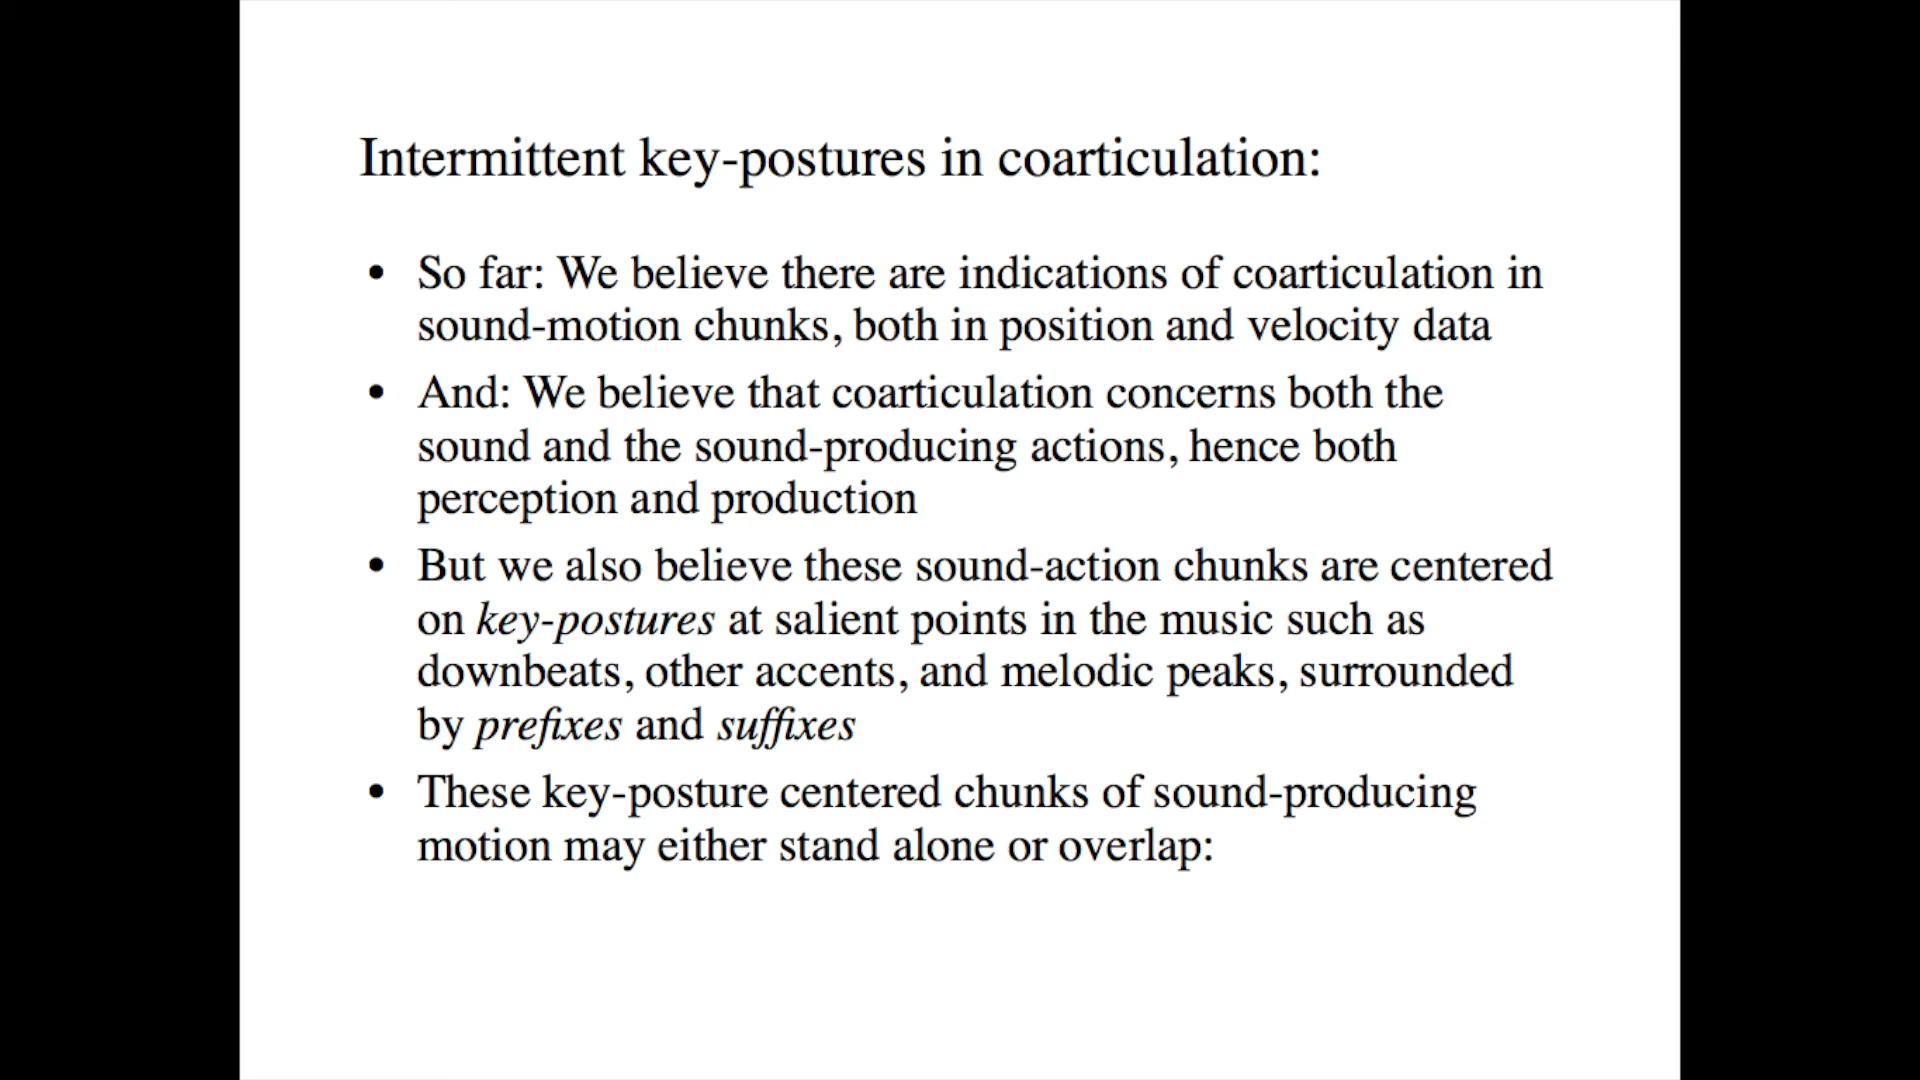 Intermittent key-postures in coarticulation:
• So far: We believe there are indications of coarticulation in
sound-motion chunks, both in position and velocity data
• And: We believe that coarticulation concerns both the
sound and the sound-producing actions, hence both
perception and production
• But we also believe these sound-action chunks are centered
on key-postures at salient points in the music such as
downbeats, other accents, and melodic peaks, surrounded
by prefixes and suffixes
• These key-posture centered chunks of sound-producing
motion may either stand alone or overlap: